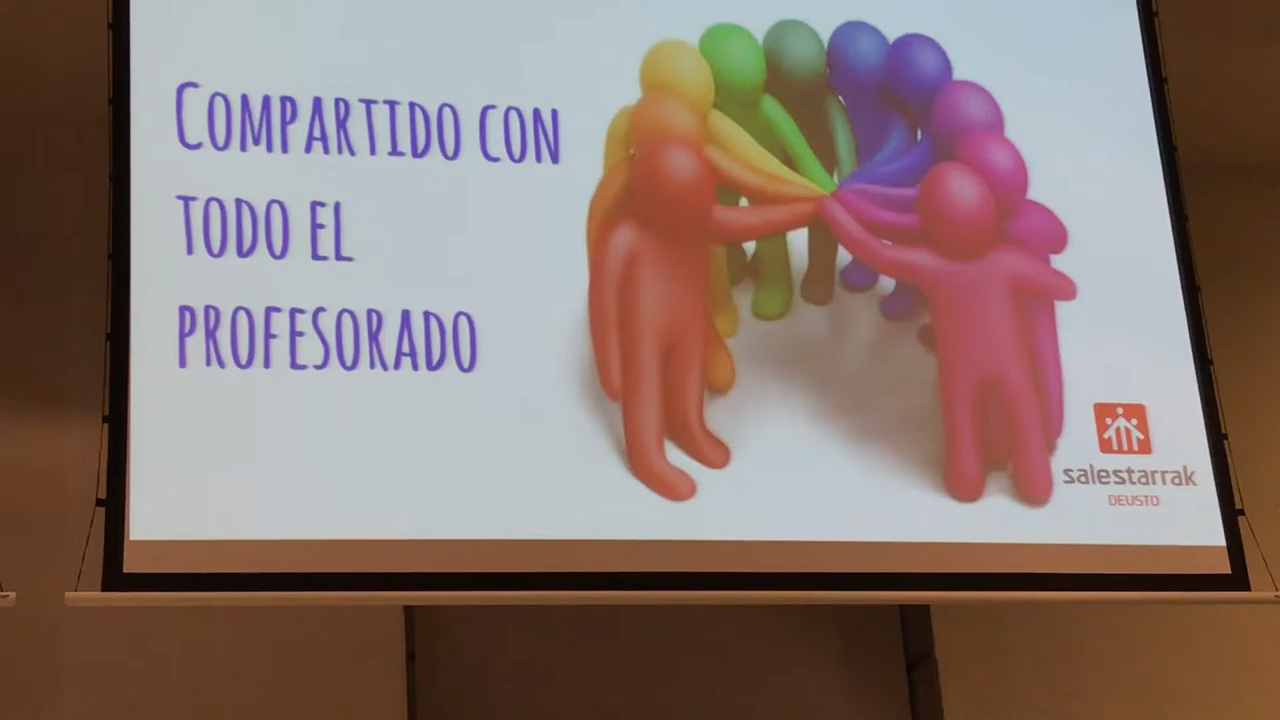 COMPARTIDO CON
TODO EL
PROFESORADO
salestarrak
DEUSTO